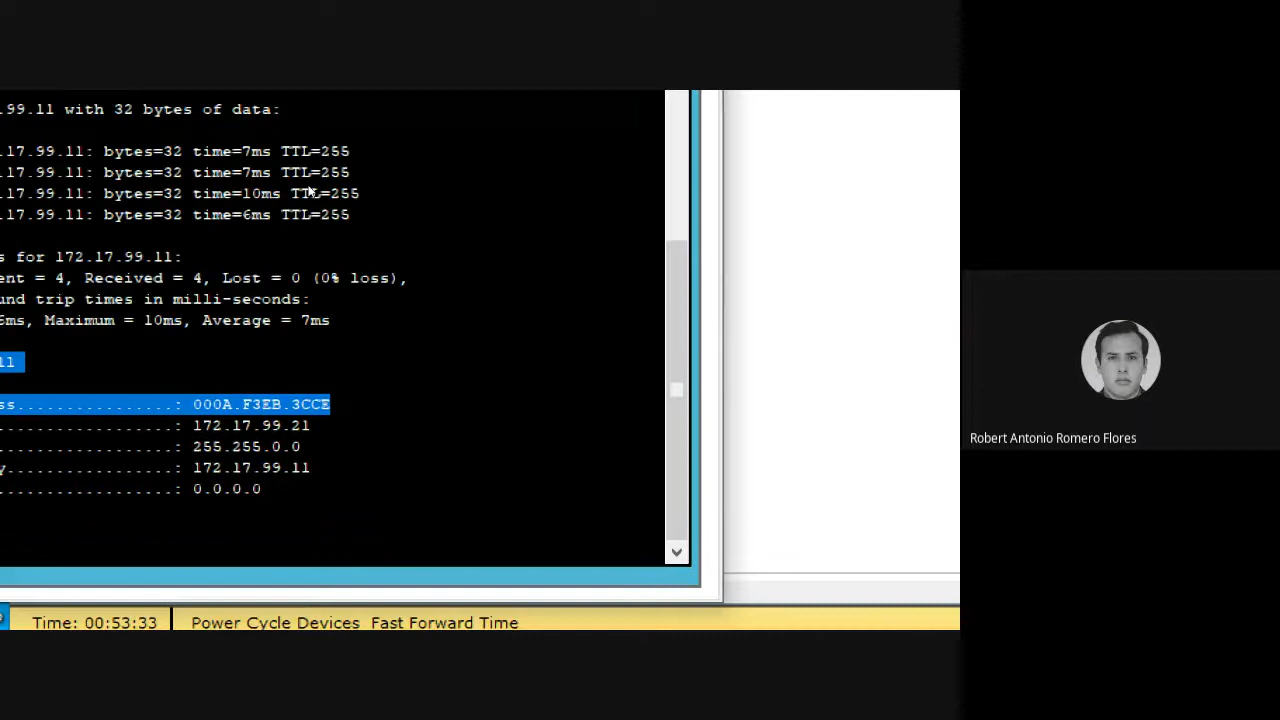 .99.11 with 32 bytes of data:
.17.99.11: bytes=32 time=7ms TTL=255
.17.99.11: bytes=32 time=7ms TTL=255
.17.99.11: bytes=32 time=10ms TTL=255
.17.99.11: bytes=32 time=6ms TTL=255
s for 172.17.99.11:
ent = 4, Received = 4, Lost = 0 (0% loss),
und trip times in milli-seconds:
6ms, Maximum = 10ms, Average = 7ms
ll
ss................: 000A.F3EB.3CCE
..................: 172.17.99.21
..................: 255.255.0.0
y.................: 172.17.99.11
..................: 0.0.0.0
Time: 00:53:33 Power Cycle Devices Fast Forward Time
Robert Antonio Romero Flores